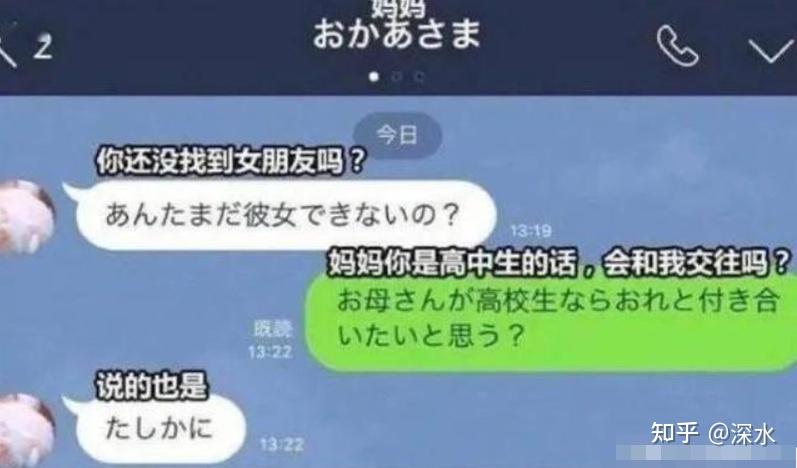 妈妈
2
おかあさま
今日
你还没找到女朋友吗？
あんたまだ彼女できないの？
13:19
妈妈你是高中生的话，会和我交往吗？
お母さんが高校生ならおれと付き合
いたいと思う？
既読
13:22
说的也是
たしかに
13:22
知乎 @深水